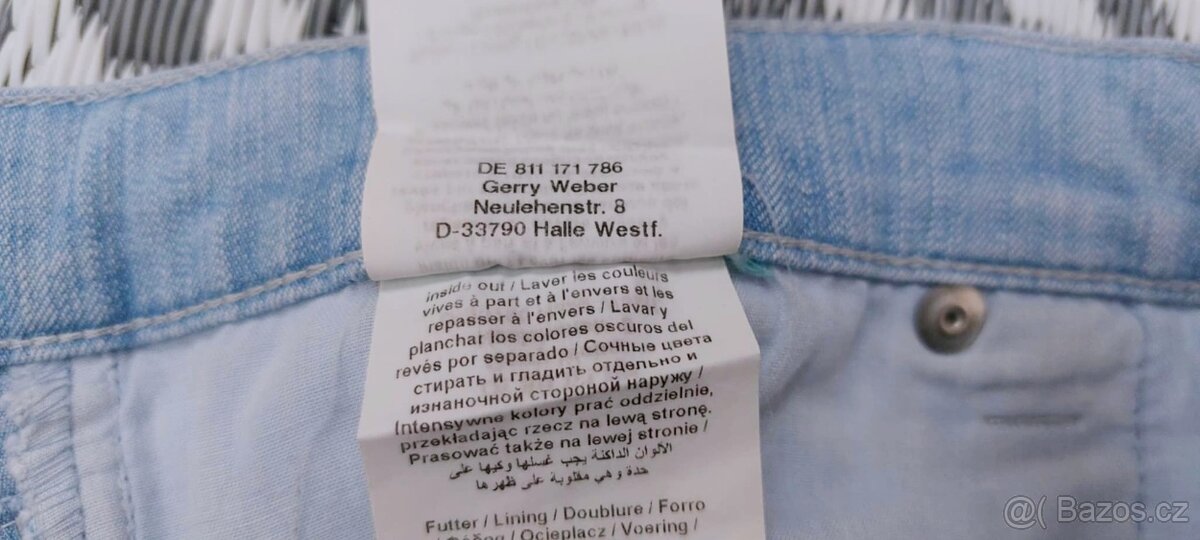 DE 811 171 786
Gerry Weber
Neulehenstr. 8
D-33790 Halle Westf.
inside out / Laver les couleurs
vives à part et à l'envers et les
repasser à l'envers / Lavar y
planchar los colores oscuros del
revés por separado / Сочные цвета
стирать и гладить отдельно и
изнаночной стороной наружу /
Intensywne kolory prać oddzielnie,
przekładając rzecz na lewą stronę.
Prasować także na lewej stronie /
الألوان الداكنة يجب غسلها وكيها على
حدة و هي مقلوبة على ظهرها
Futter / Lining / Doublure / Forro
Ocieplacz / Voering /
@( Bazos.cz